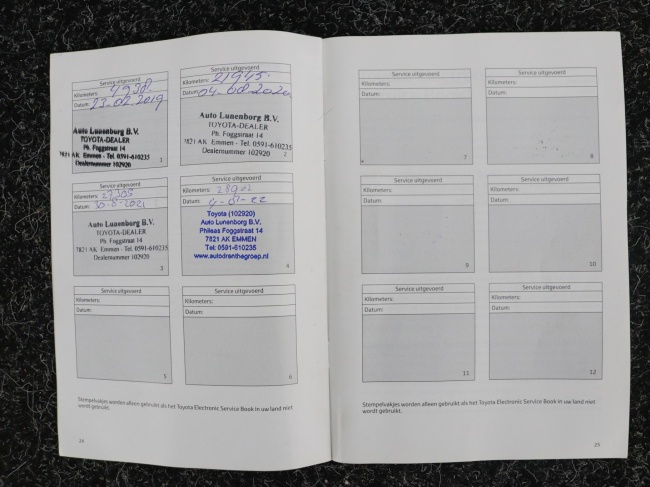 Service uitgevoerd
Kilometers: 4938
Datum: 23-02-2019
Auto Lunenborg B.V.
TOYOTA-DEALER
Ph. Foggstraat 14
7821 AK Emmen - Tel. 0591-610235
Dealernummer 102920
1
Service uitgevoerd
Kilometers: 21945
Datum: 04-08-2020
Auto Lunenborg B.V.
TOYOTA-DEALER
Ph. Foggstraat 14
7821 AK Emmen - Tel. 0591-610235
Dealernummer 102920
2
Kilometers:
Datum: 30-8-2021
Auto Lunenborg B.V.
TOYOTA-DEALER
Ph. Foggstraat 14
7821 AK Emmen - Tel. 0591-610235
Dealernummer 102920
3
Service uitgevoerd
Kilometers:
Datum:
Toyota (102920)
Auto Lunenborg B.V.
Phileas Foggstraat 14
7821 AK EMMEN
Tel: 0591-610235
www.autodrenthegroep.nl
4
Service uitgevoerd
Kilometers:
Datum:
5
Service uitgevoerd
Kilometers:
Datum:
6
Stempelvakjes worden alleen gebruikt als het Toyota Electronic Service Book in uw land niet
wordt gebruikt.
24
Service uitgevoerd
Kilometers:
Datum:
7
Service uitgevoerd
Kilometers:
Datum:
8
Service uitgevoerd
Kilometers:
Datum:
9
Service uitgevoerd
Kilometers:
Datum:
10
Service uitgevoerd
Kilometers:
Datum:
11
Service uitgevoerd
Kilometers:
Datum:
12
Stempelvakjes worden alleen gebruikt als het Toyota Electronic Service Book in uw land niet
wordt gebruikt.
25